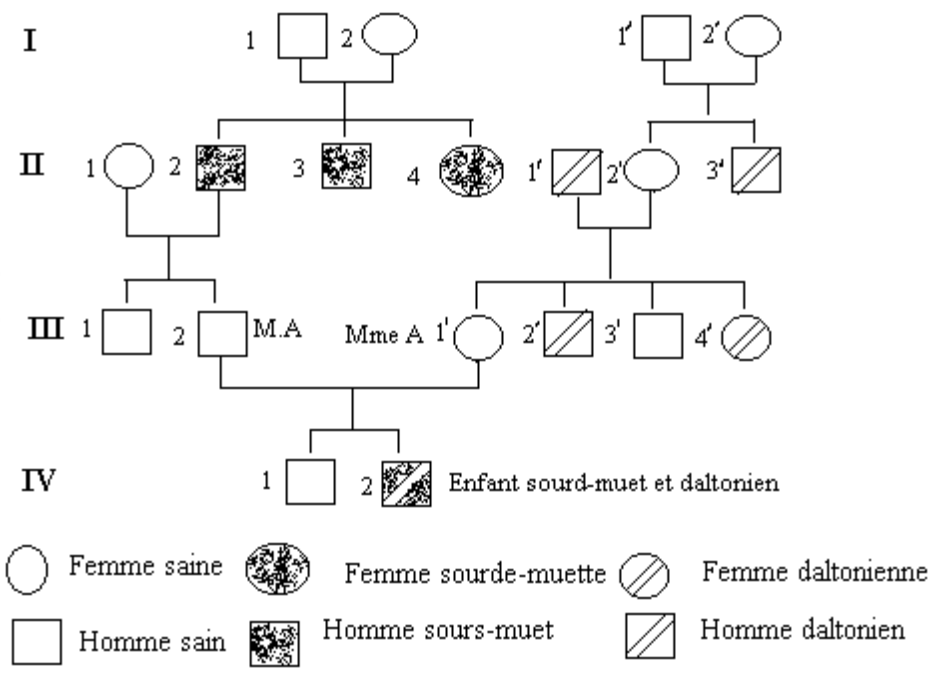 I 1 2 1' 2'
II 1 2 3 4 1' 2' 3'
III 1 2 M.A Mme A 1' 2' 3' 4'
IV 1 2 Enfant sourd-muet et daltonien
Femme saine Femme sourde-muette Femme daltonienne
Homme sain Homme sours-muet Homme daltonien